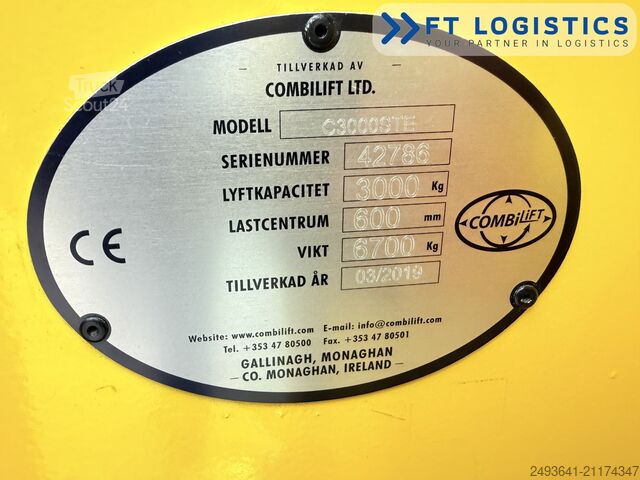 FT LOGISTICS
YOUR PARTNER IN LOGISTICS
Truck
Scout24
TILLVERKAD AV
COMBILIFT LTD.
MODELL C3000STE
SERIENUMMER 42786
LYFTKAPACITET 3000 Kg
LASTCENTRUM 600 mm
VIKT 6700 Kg
TILLVERKAD ÅR 03/2019
CE
COMBiLiFT
Website: www.combilift.com E-mail: info@combilift.com
Tel. +353 47 80500 Fax. +353 47 80501
GALLINAGH, MONAGHAN
CO. MONAGHAN, IRELAND
2493641-21174347